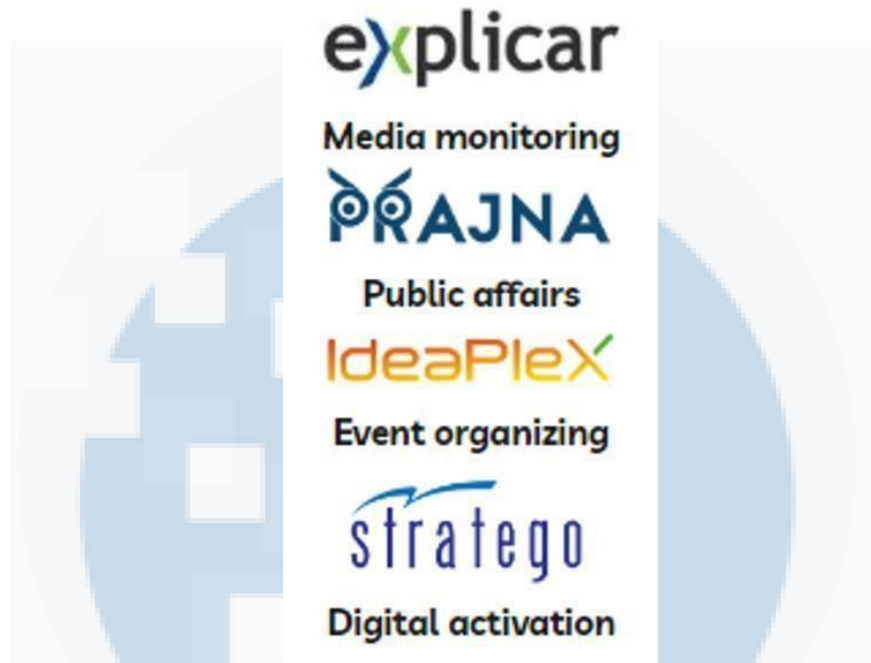 explicar
Media monitoring
PRAJNA
Public affairs
IdeaPleX
Event organizing
stratego
Digital activation